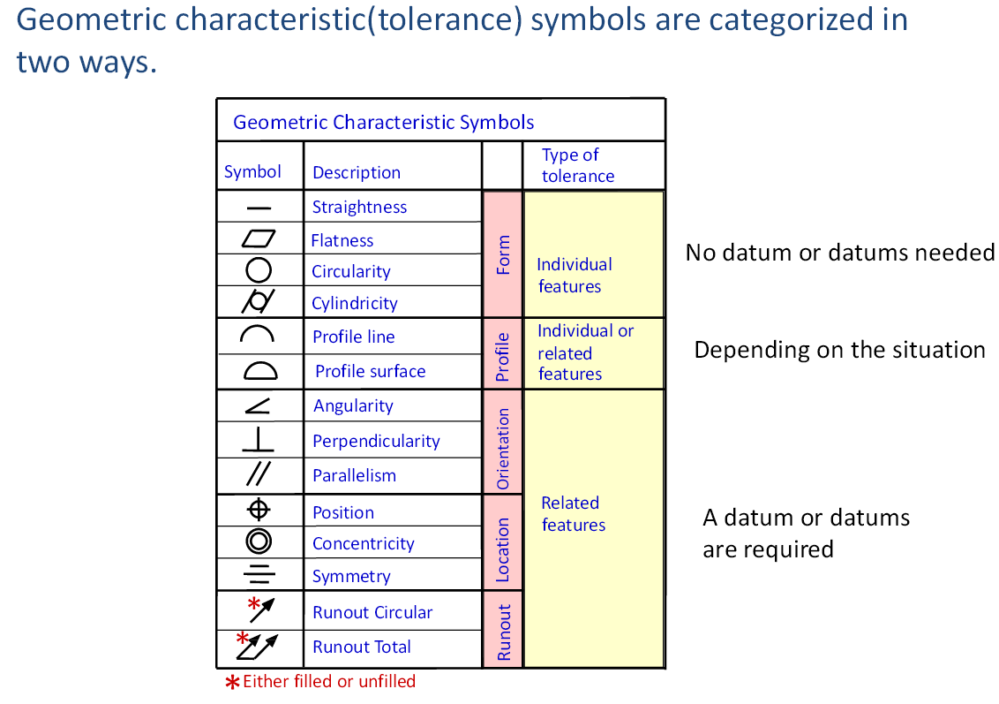 Geometric characteristic(tolerance) symbols are categorized in
two ways.
Geometric Characteristic Symbols
Symbol
Description
Type of
tolerance
Straightness
Flatness
Circularity
Cylindricity
Form
Individual
features
No datum or datums needed
Profile line
Profile surface
Profile
Individual or
related
features
Depending on the situation
Angularity
Perpendicularity
Parallelism
Orientation
Position
Concentricity
Symmetry
Location
Runout Circular
Runout Total
Runout
Related
features
A datum or datums
are required
*Either filled or unfilled